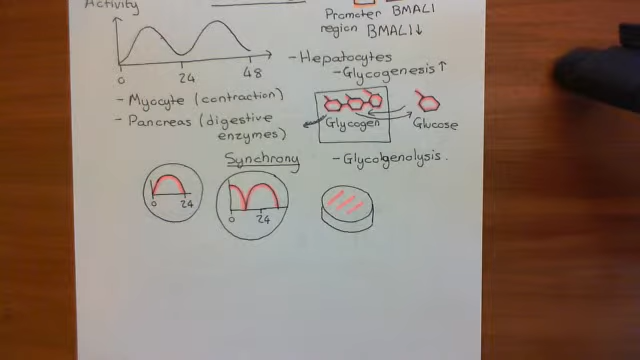 Activity
0 24 48
- Myocyte (contraction)
- Pancreas (digestive
enzymes)
Promoter BMAL1
region BMAL1↓
- Hepatocytes
- Glycogenesis↑
Glycogen Glucose
- Glycolgenolysis.
Synchrony
0 24
0 24